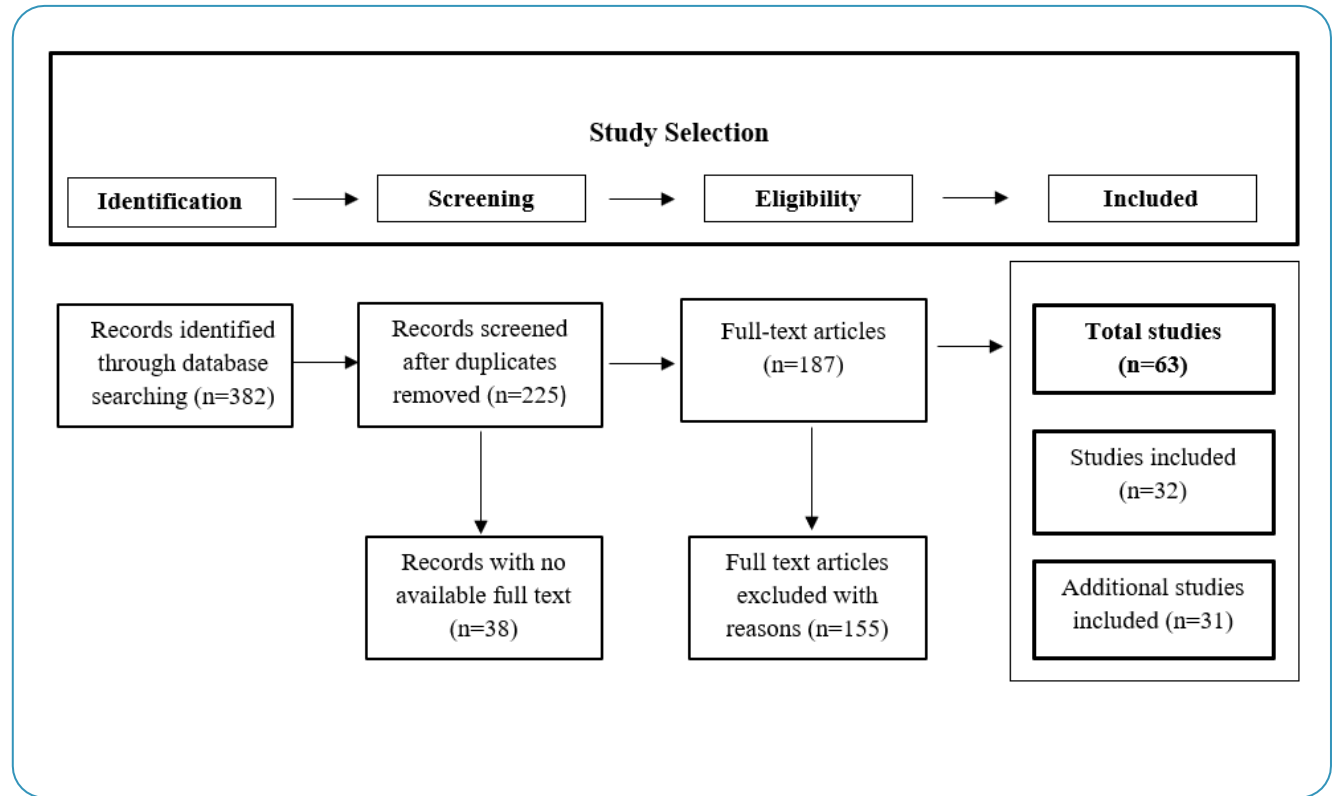 Study Selection
Identification
Screening
Eligibility
Included
Records identified
through database
searching (n=382)
Records screened
after duplicates
removed (n=225)
Full-text articles
(n=187)
Total studies
(n=63)
Studies included
(n=32)
Additional studies
included (n=31)
Records with no
available full text
(n=38)
Full text articles
excluded with
reasons (n=155)